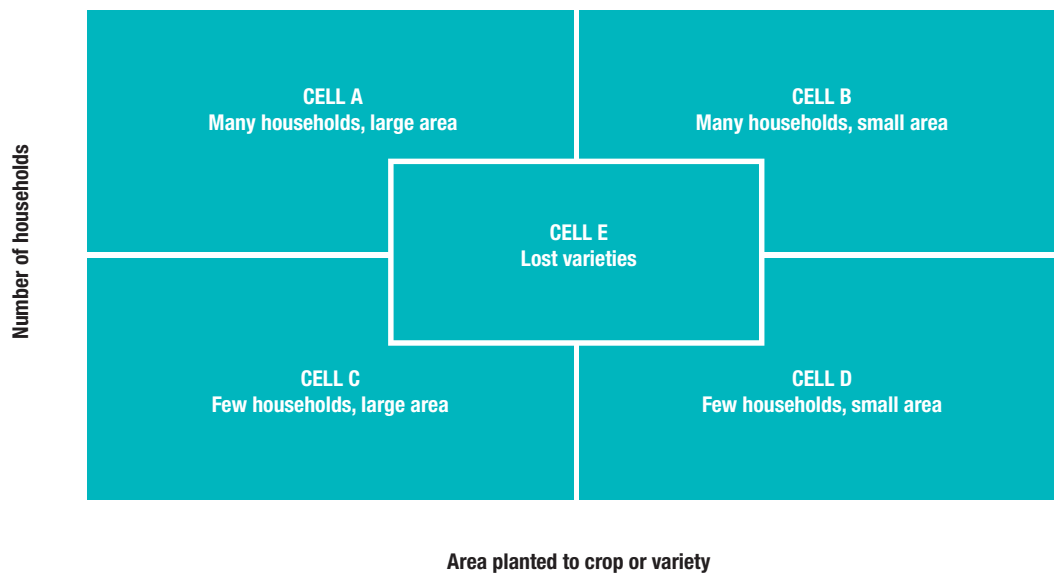 CELL A
Many households, large area
CELL B
Many households, small area
CELL E
Lost varieties
CELL C
Few households, large area
CELL D
Few households, small area
Number of households
Area planted to crop or variety